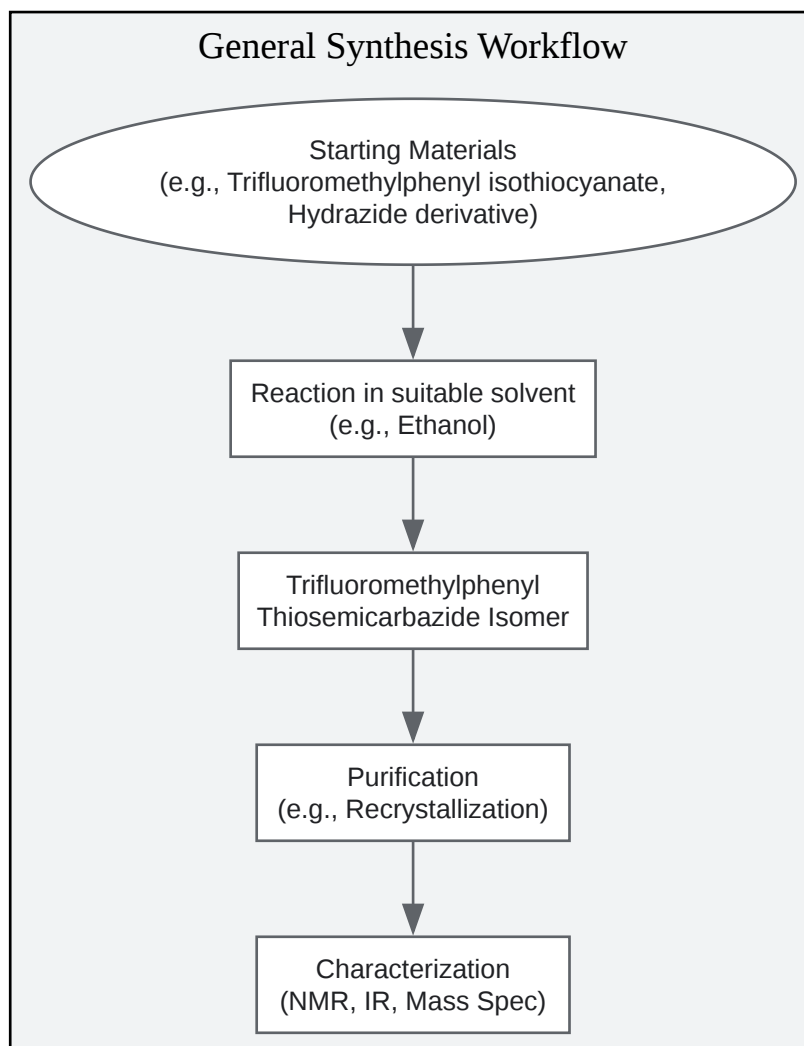 General Synthesis Workflow
Starting Materials
(e.g., Trifluoromethylphenyl isothiocyanate,
Hydrazide derivative)
Reaction in suitable solvent
(e.g., Ethanol)
Trifluoromethylphenyl
Thiosemicarbazide Isomer
Purification
(e.g., Recrystallization)
Characterization
(NMR, IR, Mass Spec)